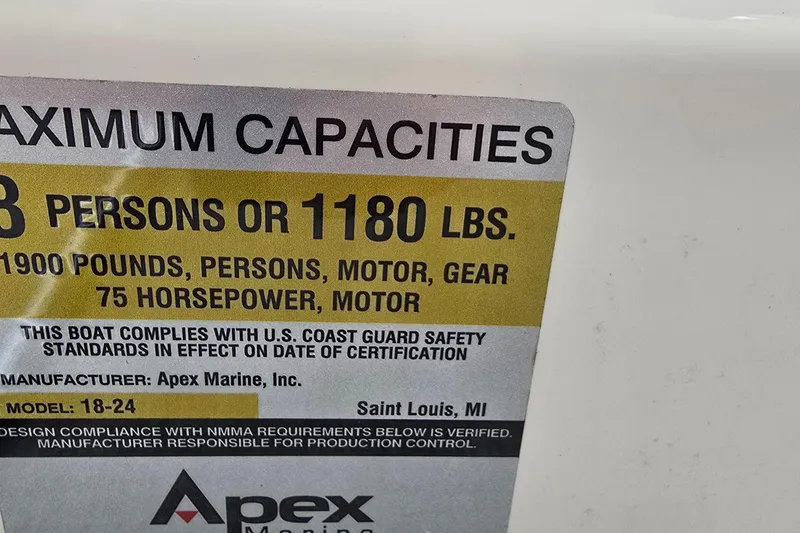 AXIMUM CAPACITIES
8 PERSONS OR 1180 LBS.
1900 POUNDS, PERSONS, MOTOR, GEAR
75 HORSEPOWER, MOTOR
THIS BOAT COMPLIES WITH U.S. COAST GUARD SAFETY
STANDARDS IN EFFECT ON DATE OF CERTIFICATION
MANUFACTURER: Apex Marine, Inc.
MODEL: 18-24 Saint Louis, MI
DESIGN COMPLIANCE WITH NMMA REQUIREMENTS BELOW IS VERIFIED.
MANUFACTURER RESPONSIBLE FOR PRODUCTION CONTROL.
Apex
Marine